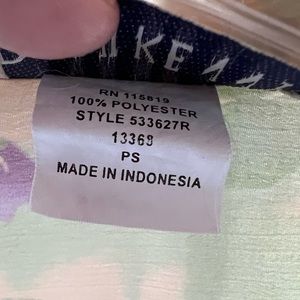 RN 115819
100% POLYESTER
STYLE 533627R
13369
PS
MADE IN INDONESIA